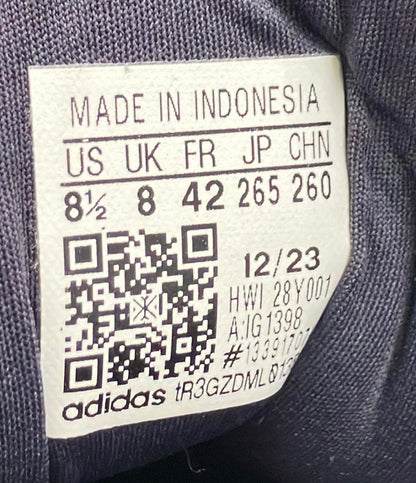 MADE IN INDONESIA
US UK FR JP CHN
8½ 8 42 265 260
12/23
HWI 28Y001
A:IG1398
adidas